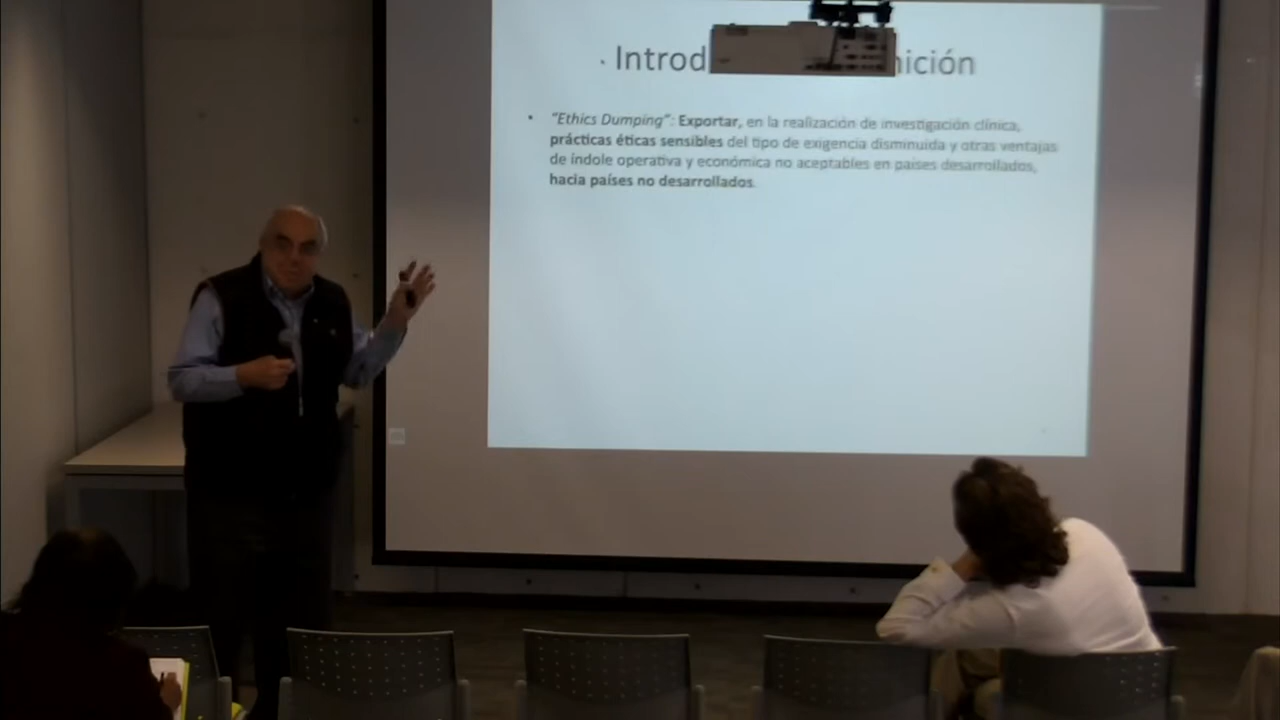 · Introd nición
• "Ethics Dumping": Exportar, en la realización de investigación clínica,
prácticas éticas sensibles del tipo de exigencia disminuida y otras ventajas
de índole operativa y económica no aceptables en países desarrollados,
hacia países no desarrollados.